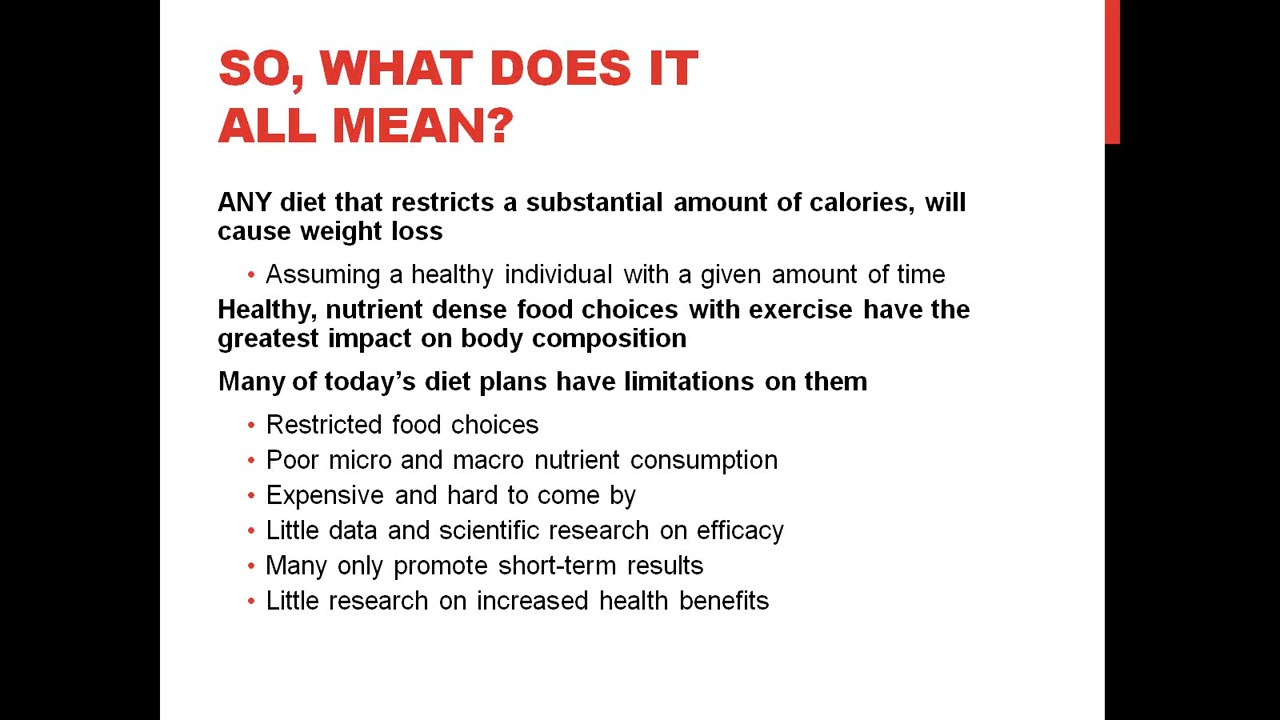 SO, WHAT DOES IT
ALL MEAN?
ANY diet that restricts a substantial amount of calories, will
cause weight loss
• Assuming a healthy individual with a given amount of time
Healthy, nutrient dense food choices with exercise have the
greatest impact on body composition
Many of today’s diet plans have limitations on them
• Restricted food choices
• Poor micro and macro nutrient consumption
• Expensive and hard to come by
• Little data and scientific research on efficacy
• Many only promote short-term results
• Little research on increased health benefits